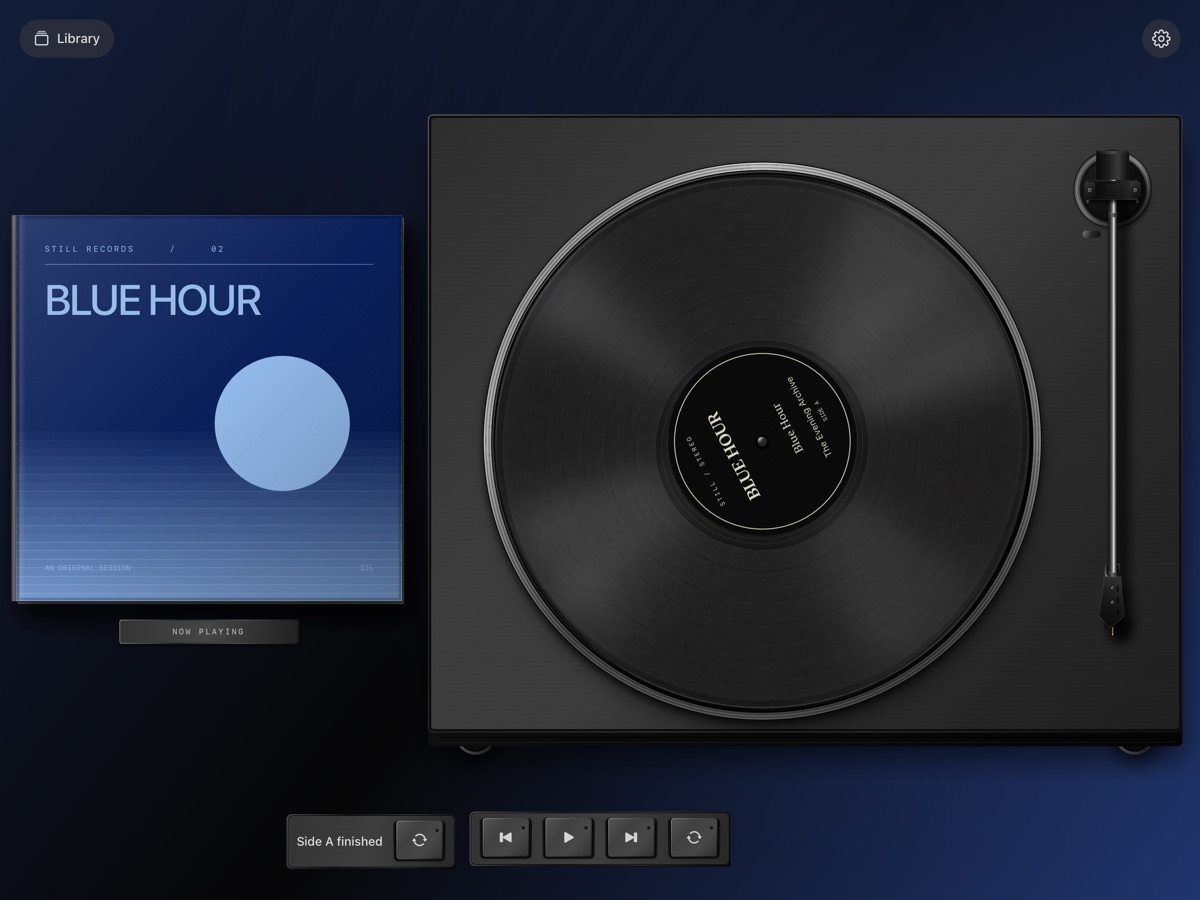 Library
STILL RECORDS / 02
BLUE HOUR
AN ORIGINAL SESSION
33⅓
NOW PLAYING
STILL / STEREO
BLUE HOUR
Blue Hour
The Evening Archive
SIDE A
Side A finished